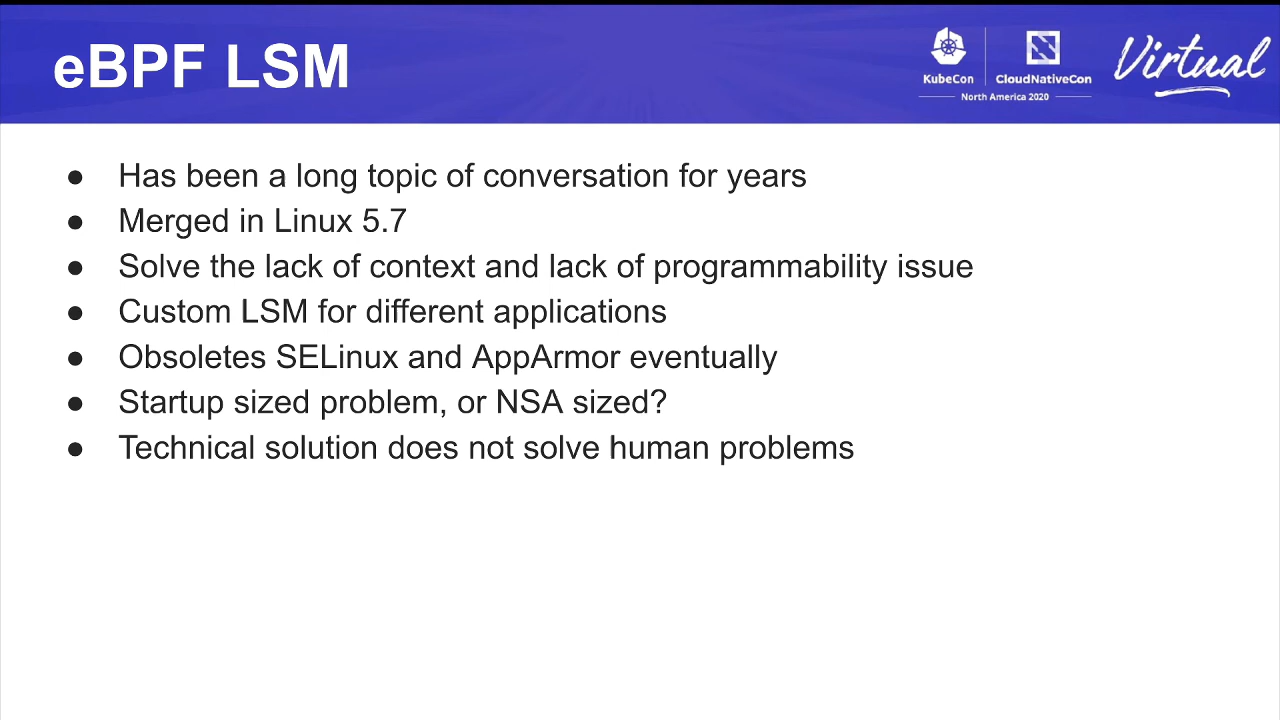 eBPF LSM
KubeCon
CloudNativeCon
North America 2020
Virtual
● Has been a long topic of conversation for years
● Merged in Linux 5.7
● Solve the lack of context and lack of programmability issue
● Custom LSM for different applications
● Obsoletes SELinux and AppArmor eventually
● Startup sized problem, or NSA sized?
● Technical solution does not solve human problems